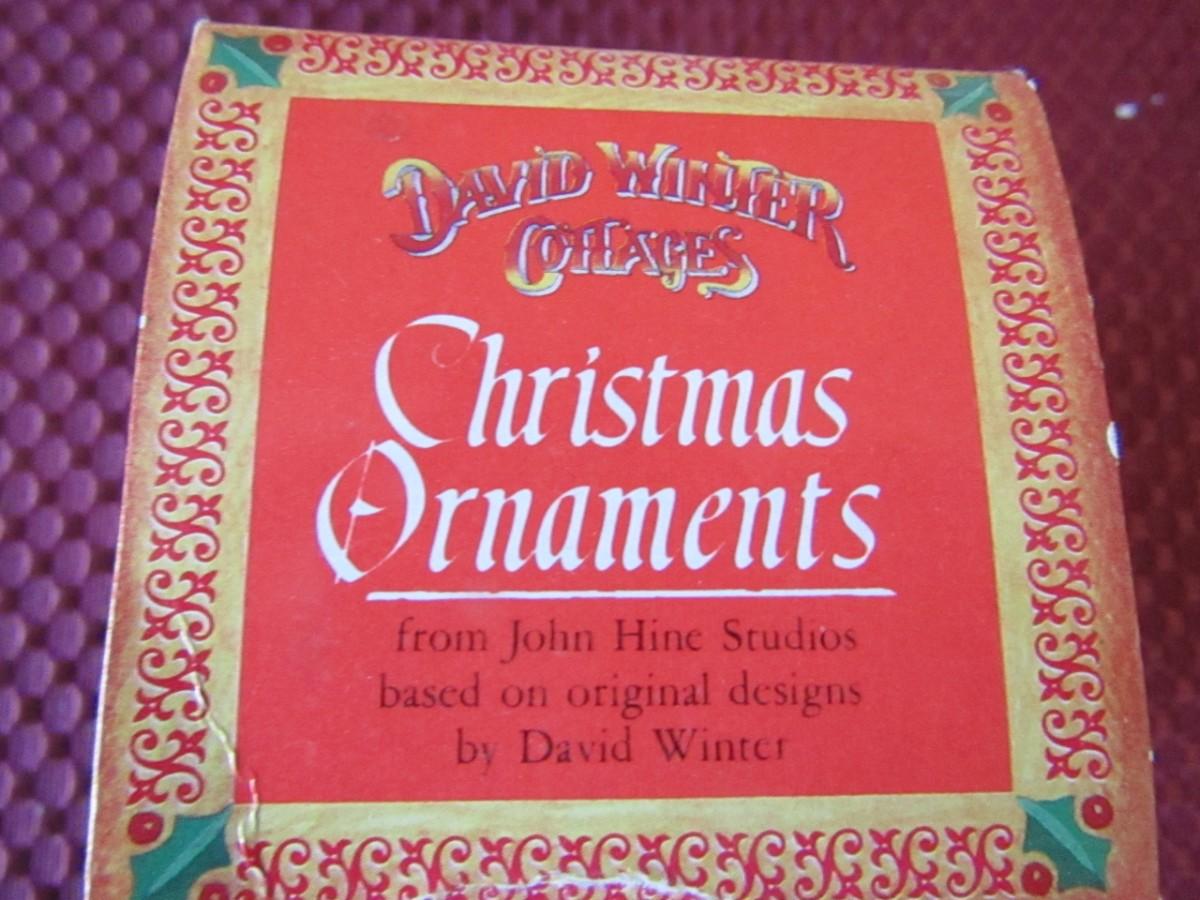 DAVID WINTER
COTTAGES
Christmas
Ornaments
from John Hine Studios
based on original designs
by David Winter